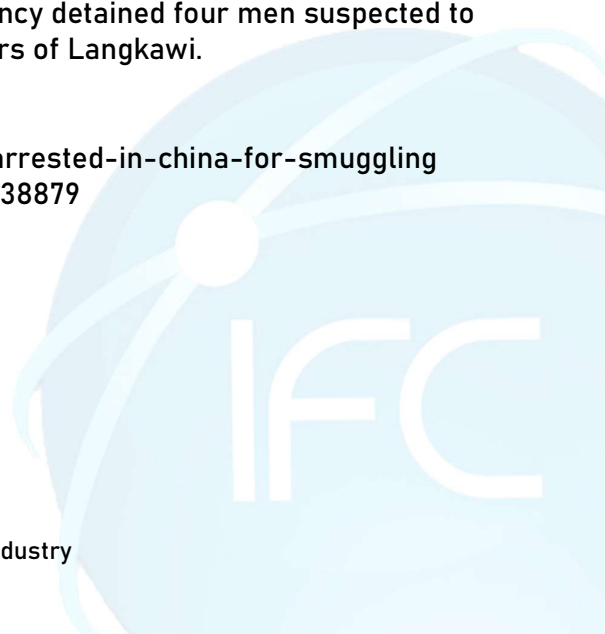 ncy detained four men suspected to
rs of Langkawi.
arrested-in-china-for-smuggling
38879
IFC
dustry